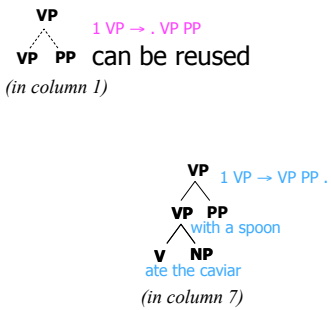 VP
1 VP → . VP PP
VP PP can be reused
(in column 1)
VP
1 VP → VP PP .
VP PP
with a spoon
V NP
ate the caviar
(in column 7)